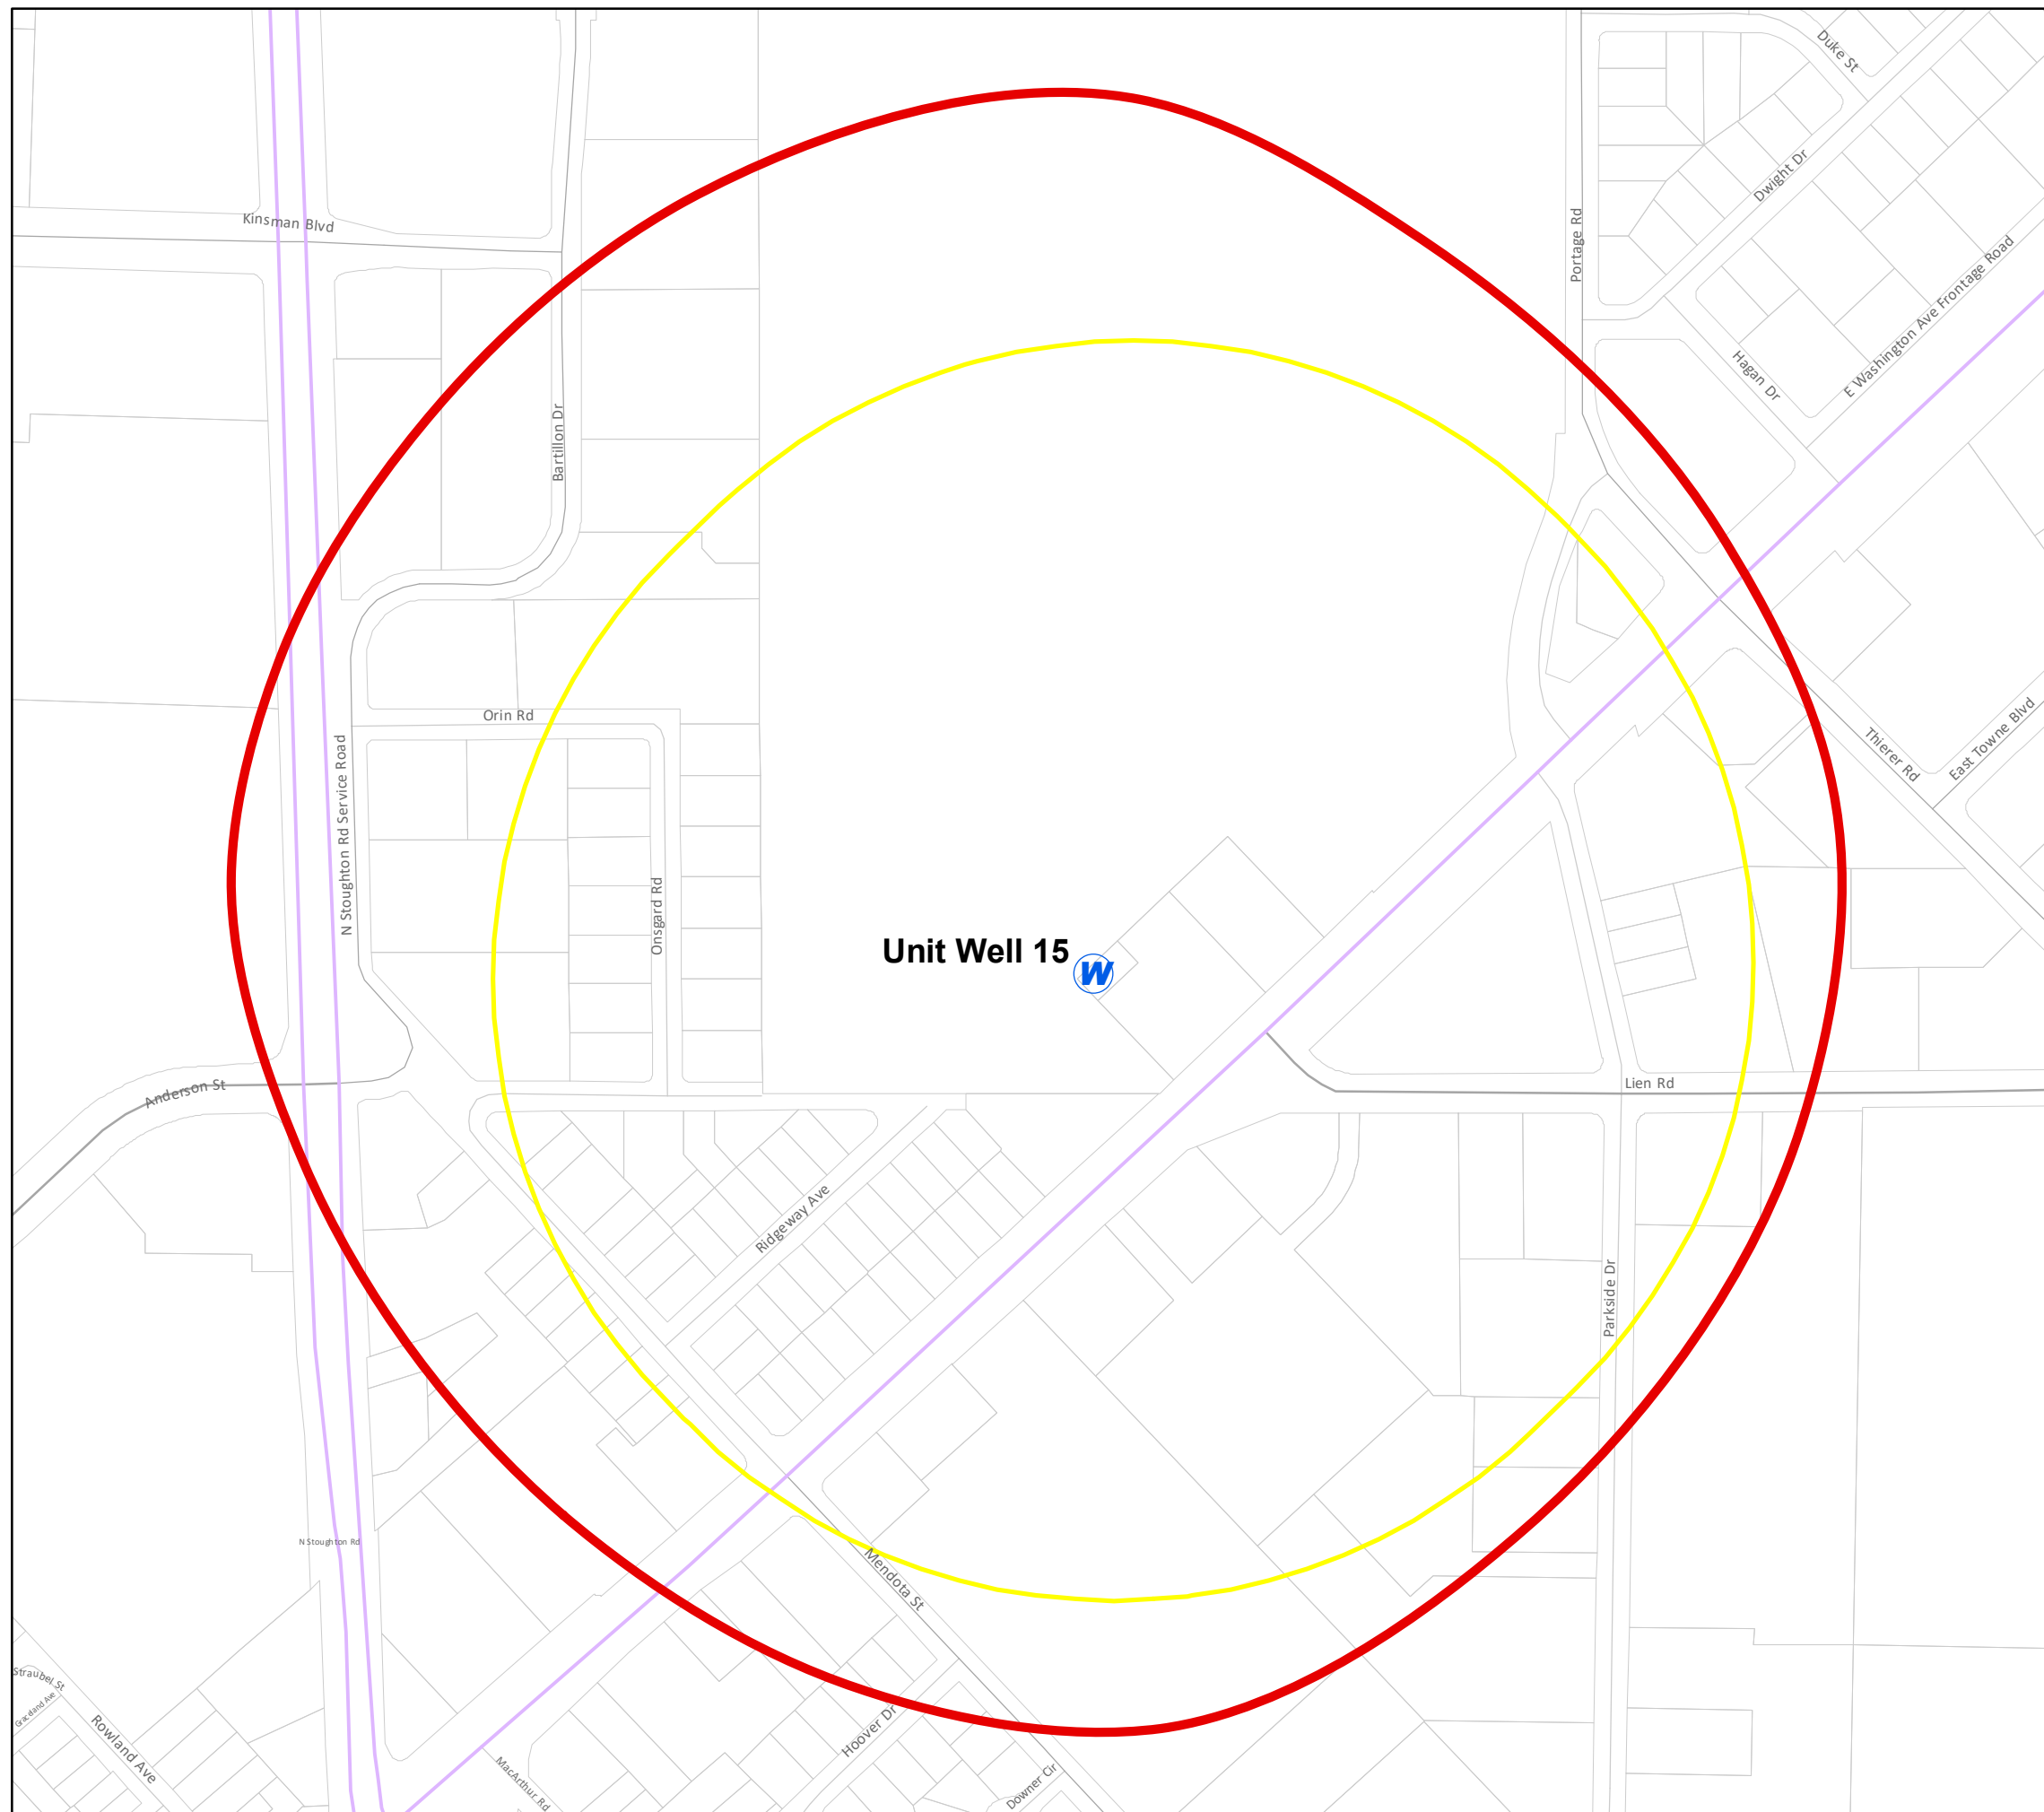 Duke St
Dwight Dr
Kinsman Blvd
Portage Rd
E Washington Ave Frontage Road
Hagan Dr
Bartillon Dr
Orin Rd
East Towne Blvd
Thierer Rd
N Stoughton Rd Service Road
Onsgard Rd
Unit Well 15
W
Anderson St
Lien Rd
Ridgeway Ave
Parkside Dr
N Stoughton Rd
Mendota St
Straubel St
Graceland Ave
Rowland Ave
Hoover Dr
MacArthur Rd
Downer Cir